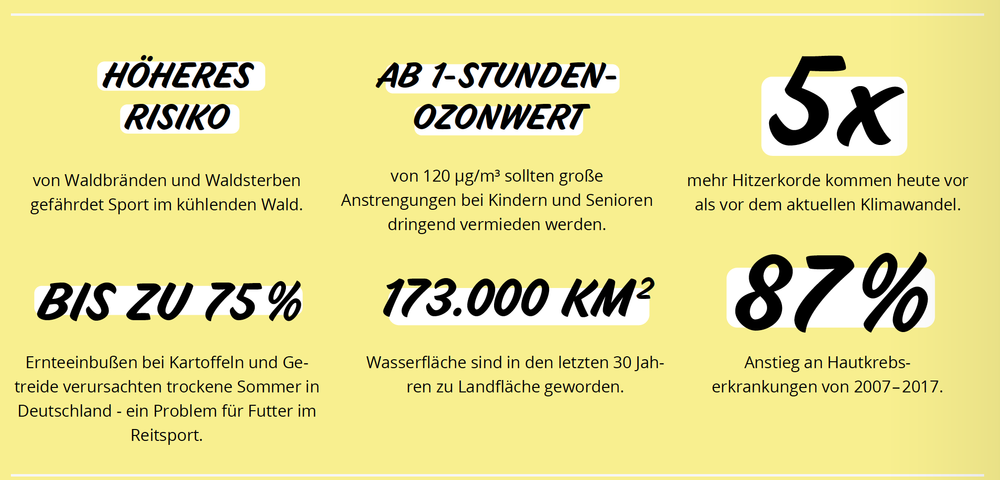 HÖHERES
RISIKO
von Waldbränden und Waldsterben
gefährdet Sport im kühlenden Wald.
AB 1-STUNDEN-
OZONWERT
von 120 µg/m³ sollten große
Anstrengungen bei Kindern und Senioren
dringend vermieden werden.
5x
mehr Hitzerkorde kommen heute vor
als vor dem aktuellen Klimawandel.
BIS ZU 75%
Ernteeinbußen bei Kartoffeln und Ge-
treide verursachten trockene Sommer in
Deutschland - ein Problem für Futter im
Reitsport.
173.000 KM²
Wasserfläche sind in den letzten 30 Jah-
ren zu Landfläche geworden.
87%
Anstieg an Hautkrebs-
erkrankungen von 2007–2017.